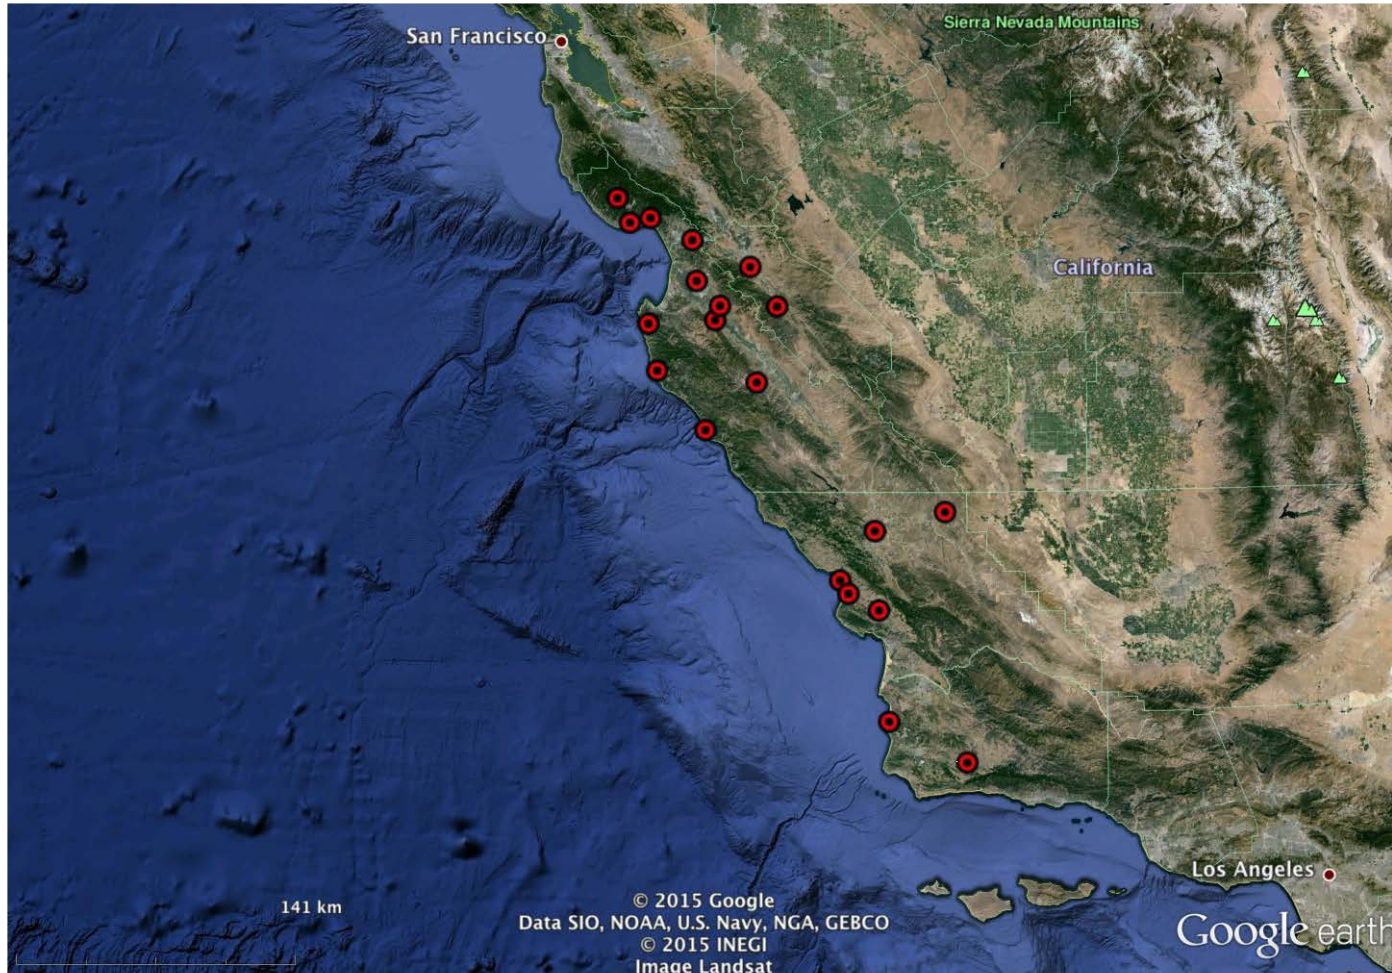 Sierra Nevada Mountains
San Francisco
California
Los Angeles
141 km
© 2015 Google
Data SIO, NOAA, U.S. Navy, NGA, GEBCO
© 2015 INEGI
Image Landsat
Google earth